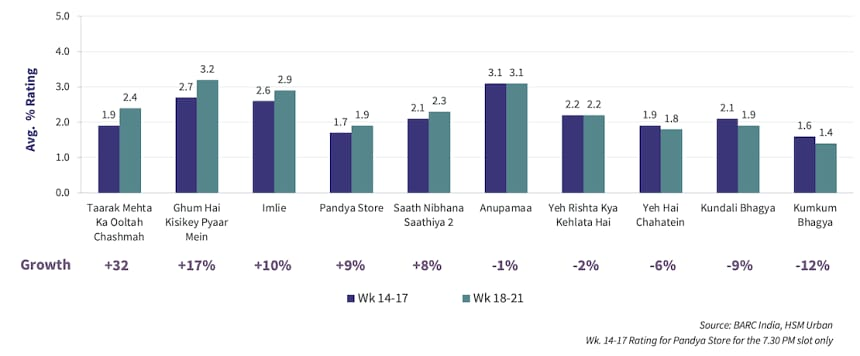 5.0
4.0
3.0
2.0
1.0
0.0
Avg. % Rating
1.9 2.4
2.7 3.2
2.6 2.9
1.7 1.9
2.1 2.3
3.1 3.1
2.2 2.2
1.9 1.8
2.1 1.9
1.6 1.4
Taarak Mehta
Ka Ooltah
Chashmah
Ghum Hai
Kisikey Pyaar
Mein
Imlie
Pandya Store
Saath Nibhana
Saathiya 2
Anupamaa
Yeh Rishta Kya
Kehlata Hai
Yeh Hai
Chahatein
Kundali Bhagya
Kumkum
Bhagya
Growth +32 +17% +10% +9% +8% -1% -2% -6% -9% -12%
Wk 14-17 Wk 18-21
Source: BARC India, HSM Urban
Wk. 14-17 Rating for Pandya Store for the 7.30 PM slot only